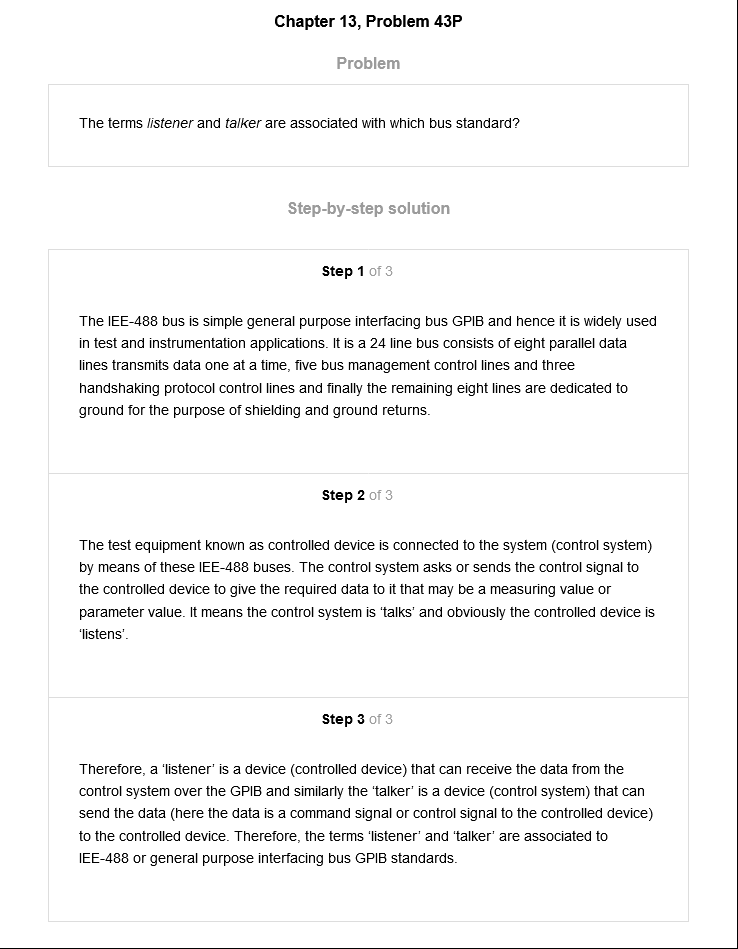 Chapter 13, Problem 43P
Problem
The terms listener and talker are associated with which bus standard?
Step-by-step solution
Step 1 of 3
The IEE-488 bus is simple general purpose interfacing bus GPIB and hence it is widely used
in test and instrumentation applications. It is a 24 line bus consists of eight parallel data
lines transmits data one at a time, five bus management control lines and three
handshaking protocol control lines and finally the remaining eight lines are dedicated to
ground for the purpose of shielding and ground returns.
Step 2 of 3
The test equipment known as controlled device is connected to the system (control system)
by means of these IEE-488 buses. The control system asks or sends the control signal to
the controlled device to give the required data to it that may be a measuring value or
parameter value. It means the control system is ‘talks’ and obviously the controlled device is
‘listens’.
Step 3 of 3
Therefore, a ‘listener’ is a device (controlled device) that can receive the data from the
control system over the GPIB and similarly the ‘talker’ is a device (control system) that can
send the data (here the data is a command signal or control signal to the controlled device)
to the controlled device. Therefore, the terms ‘listener’ and ‘talker’ are associated to
IEE-488 or general purpose interfacing bus GPIB standards.